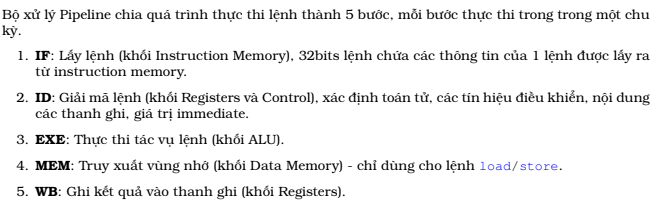 Bộ xử lý Pipeline chia quá trình thực thi lệnh thành 5 bước, mỗi bước thực thi trong trong một chu
kỳ.
1. IF: Lấy lệnh (khối Instruction Memory), 32bits lệnh chứa các thông tin của 1 lệnh được lấy ra
từ instruction memory.
2. ID: Giải mã lệnh (khối Registers và Control), xác định toán tử, các tín hiệu điều khiển, nội dung
các thanh ghi, giá trị immediate.
3. EXE: Thực thi tác vụ lệnh (khối ALU).
4. MEM: Truy xuất vùng nhớ (khối Data Memory) - chỉ dùng cho lệnh load/store.
5. WB: Ghi kết quả vào thanh ghi (khối Registers).